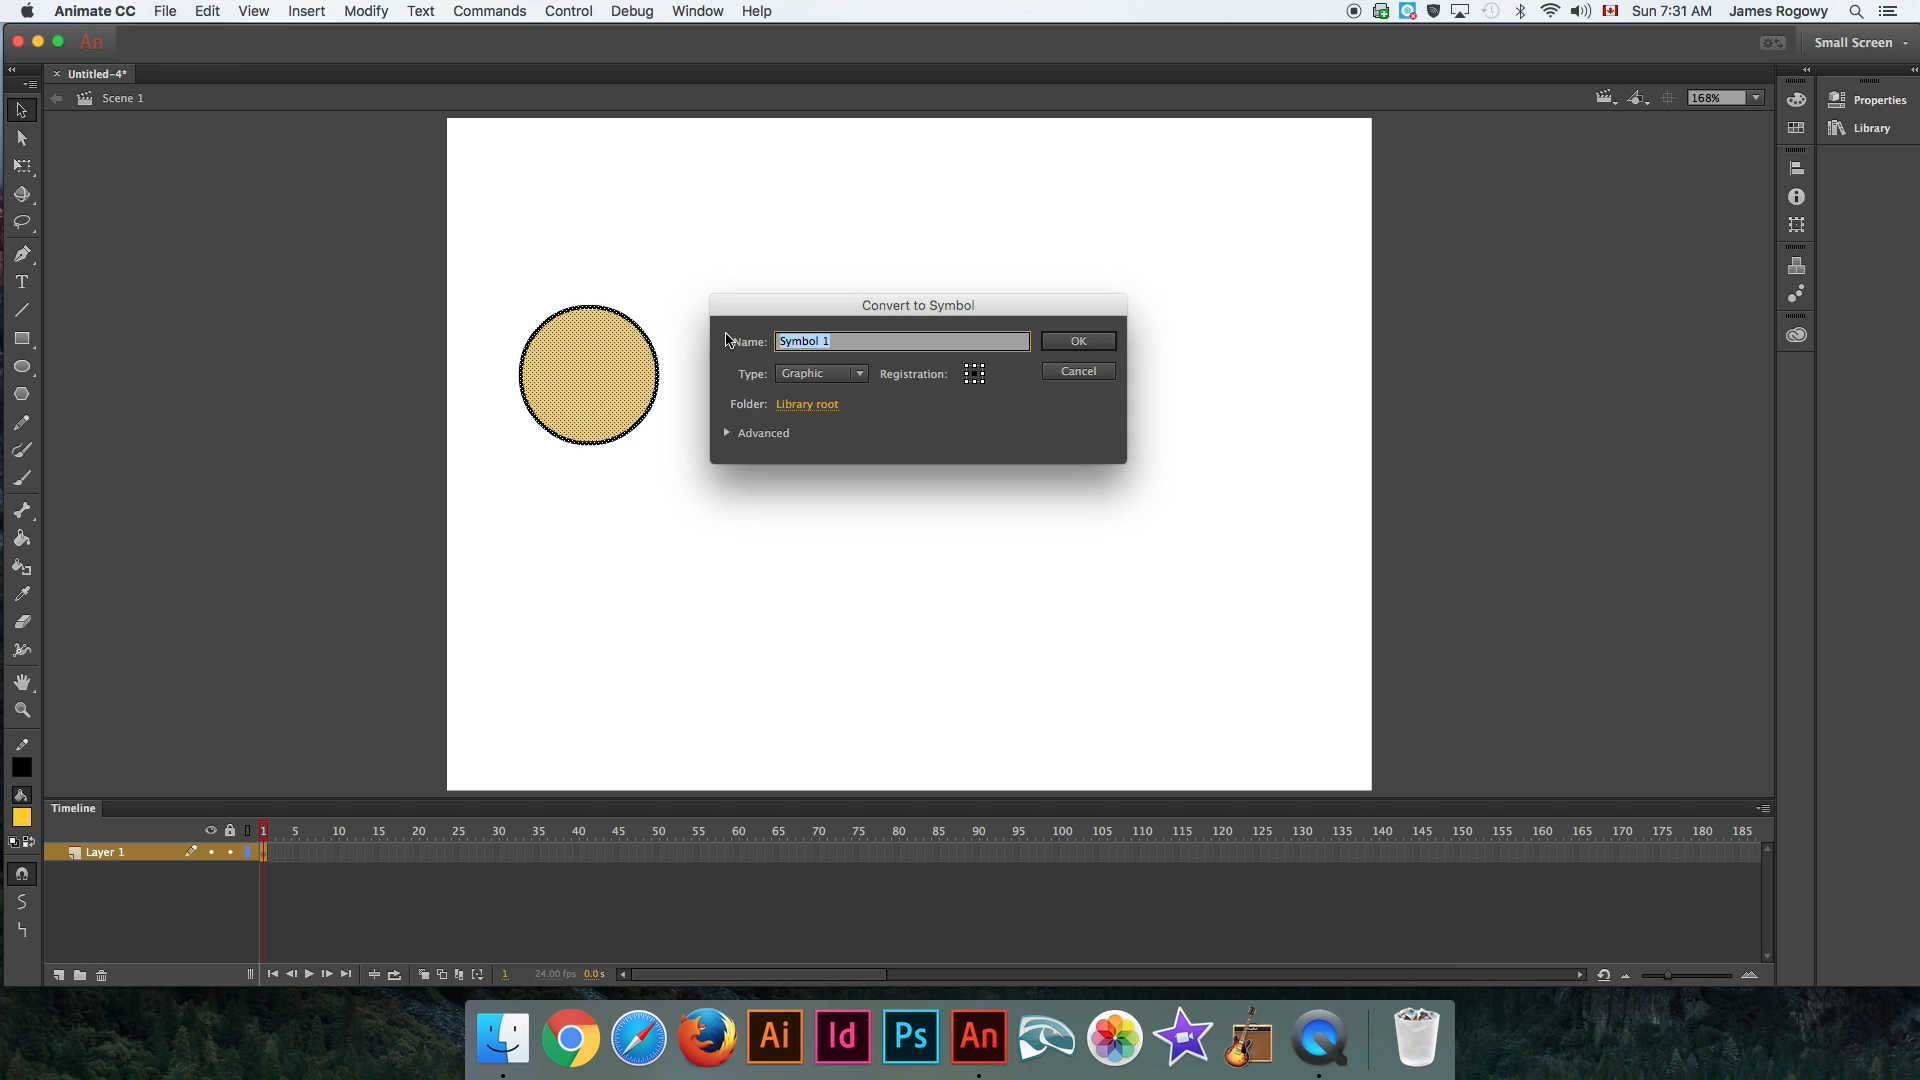 Animate CC File Edit View Insert Modify Text Commands Control Debug Window Help Sun 7:31 AM James Rogowy
An Small Screen
× Untitled-4*
Scene 1 168%
Properties
Library
T
Convert to Symbol
Name: Symbol 1 OK
Type: Graphic Registration: Cancel
Folder: Library root
Advanced
Timeline
1 5 10 15 20 25 30 35 40 45 50 55 60 65 70 75 80 85 90 95 100 105 110 115 120 125 130 135 140 145 150 155 160 165 170 175 180 185
Layer 1
1 24.00 fps 0.0 s
Ai Id Ps An